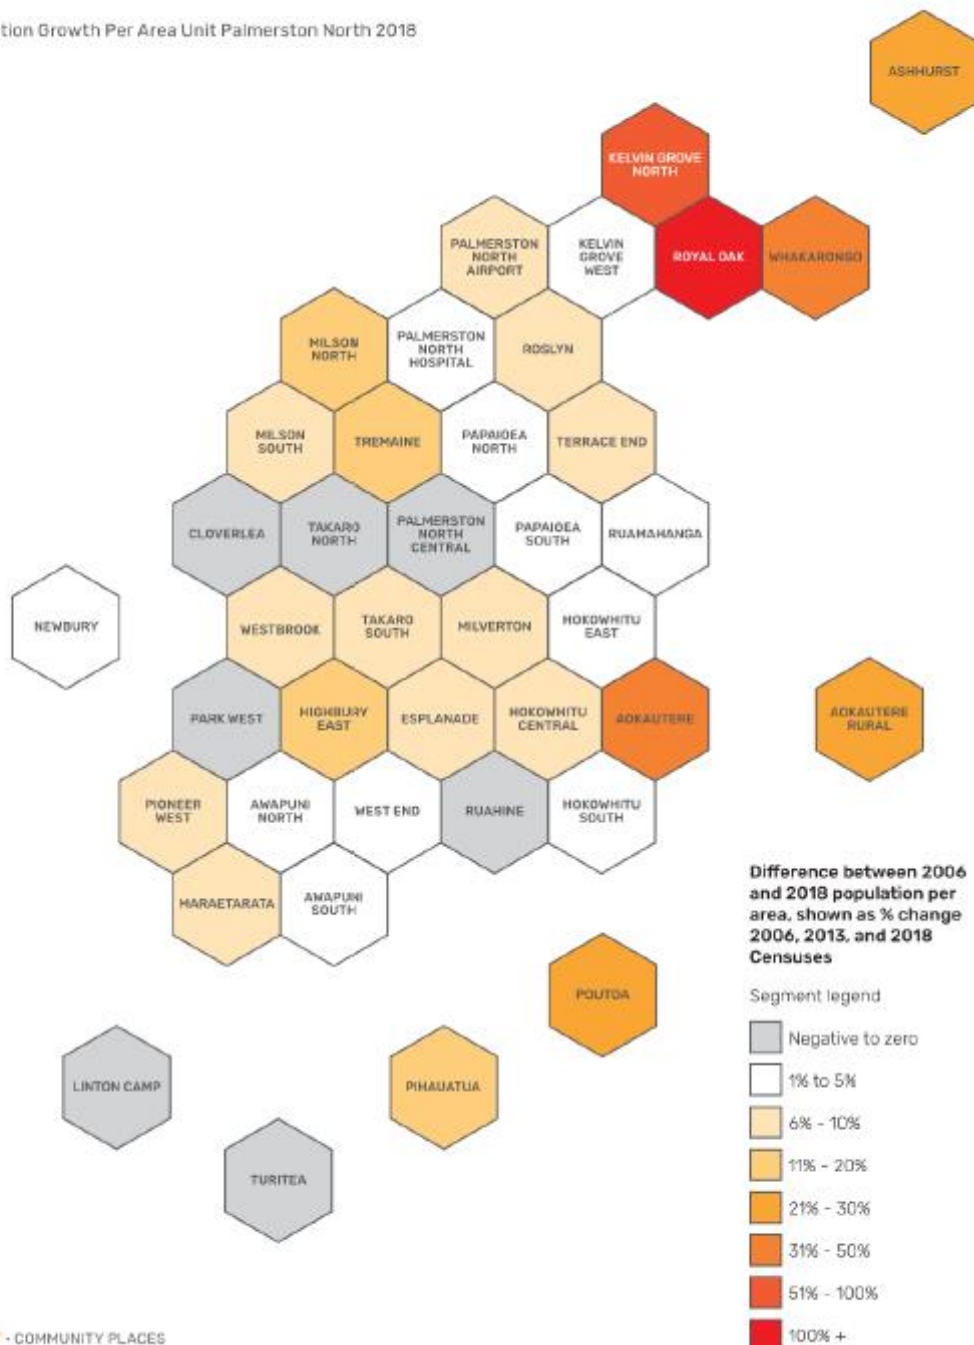 tion Growth Per Area Unit Palmerston North 2018
ASHHURST
KELVIN GROVE
NORTH
PALMERSTON
NORTH
AIRPORT
KELVIN
GROVE
WEST
ROYAL OAK
WHAKARONGO
MILSON
NORTH
PALMERSTON
NORTH
HOSPITAL
ROSLYN
MILSON
SOUTH
TREMAINE
PAPAIOEA
NORTH
TERRACE END
CLOVERLEA
TAKARO
NORTH
PALMERSTON
NORTH
CENTRAL
PAPAIOEA
SOUTH
RUAMAHANGA
NEWBURY
WESTBROOK
TAKARO
SOUTH
MILVERTON
HOKOWHITU
EAST
PARK WEST
HIGHBURY
EAST
ESPLANADE
HOKOWHITU
CENTRAL
AOKAUTERE
AOKAUTERE
RURAL
PIONEER
WEST
AWAPUNI
NORTH
WEST END
RUAHINE
HOKOWHITU
SOUTH
MARAETARATA
AWAPUNI
SOUTH
POUTOA
LINTON CAMP
PIHAUATUA
TURITEA
Difference between 2006
and 2018 population per
area, shown as % change
2006, 2013, and 2018
Censuses
Segment legend
Negative to zero
1% to 5%
6% - 10%
11% - 20%
21% - 30%
31% - 50%
51% - 100%
100% +
- COMMUNITY PLACES